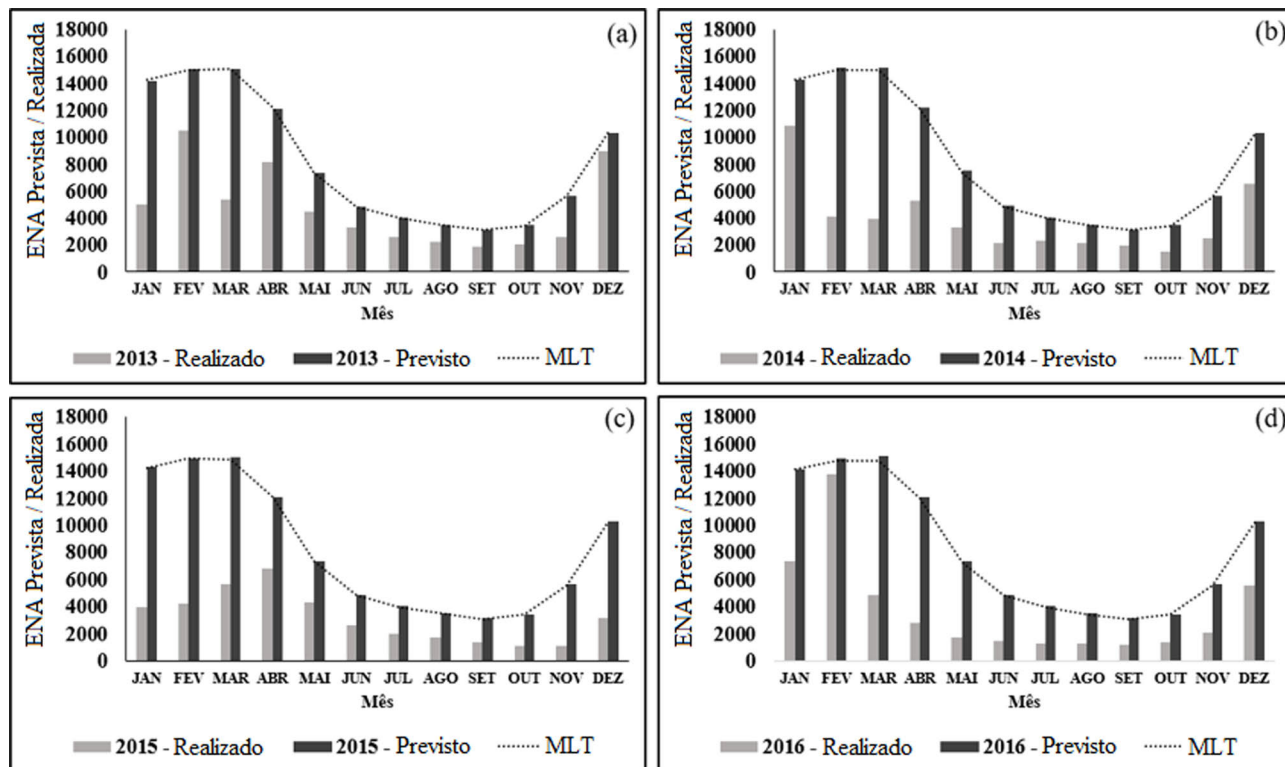 (a)
ENA Prevista / Realizada
18000
16000
14000
12000
10000
8000
6000
4000
2000
0
JAN FEV MAR ABR MAI JUN JUL AGO SET OUT NOV DEZ
Mês
2013 - Realizado 2013 - Previsto MLT
(b)
ENA Prevista / Realizada
18000
16000
14000
12000
10000
8000
6000
4000
2000
0
JAN FEV MAR ABR MAI JUN JUL AGO SET OUT NOV DEZ
Mês
2014 - Realizado 2014 - Previsto MLT
(c)
ENA Prevista / Realizada
18000
16000
14000
12000
10000
8000
6000
4000
2000
0
JAN FEV MAR ABR MAI JUN JUL AGO SET OUT NOV DEZ
Mês
2015 - Realizado 2015 - Previsto MLT
(d)
ENA Prevista / Realizada
18000
16000
14000
12000
10000
8000
6000
4000
2000
0
JAN FEV MAR ABR MAI JUN JUL AGO SET OUT NOV DEZ
Mês
2016 - Realizado 2016 - Previsto MLT